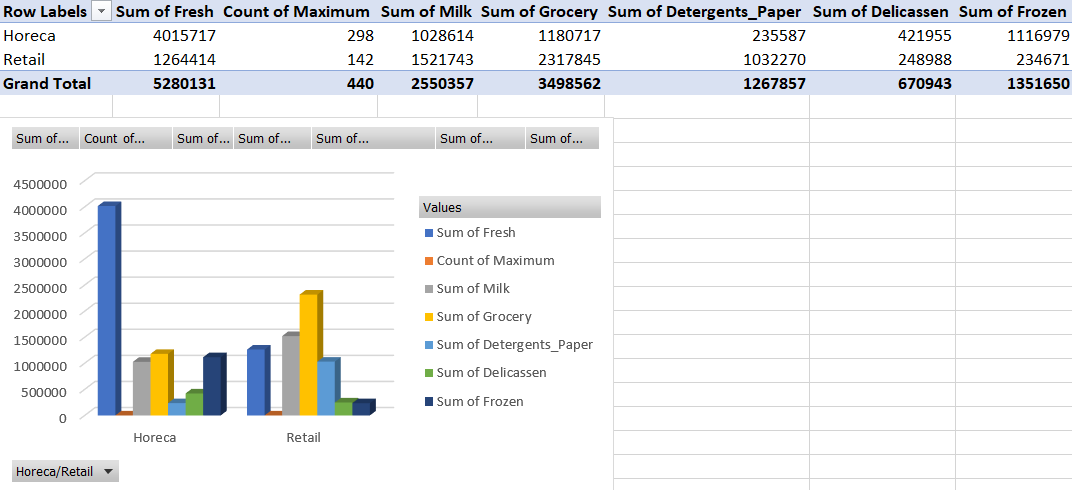 Row Labels Sum of Fresh Count of Maximum Sum of Milk Sum of Grocery Sum of Detergents_Paper Sum of Delicassen Sum of Frozen
Horeca 4015717 298 1028614 1180717 235587 421955 1116979
Retail 1264414 142 1521743 2317845 1032270 248988 234671
Grand Total 5280131 440 2550357 3498562 1267857 670943 1351650
Sum of... Count of... Sum of... Sum of... Sum of... Sum of... Sum of...
4500000
4000000
3500000
3000000
2500000
2000000
1500000
1000000
500000
0
Horeca Retail
Values
Sum of Fresh
Count of Maximum
Sum of Milk
Sum of Grocery
Sum of Detergents_Paper
Sum of Delicassen
Sum of Frozen
Horeca/Retail